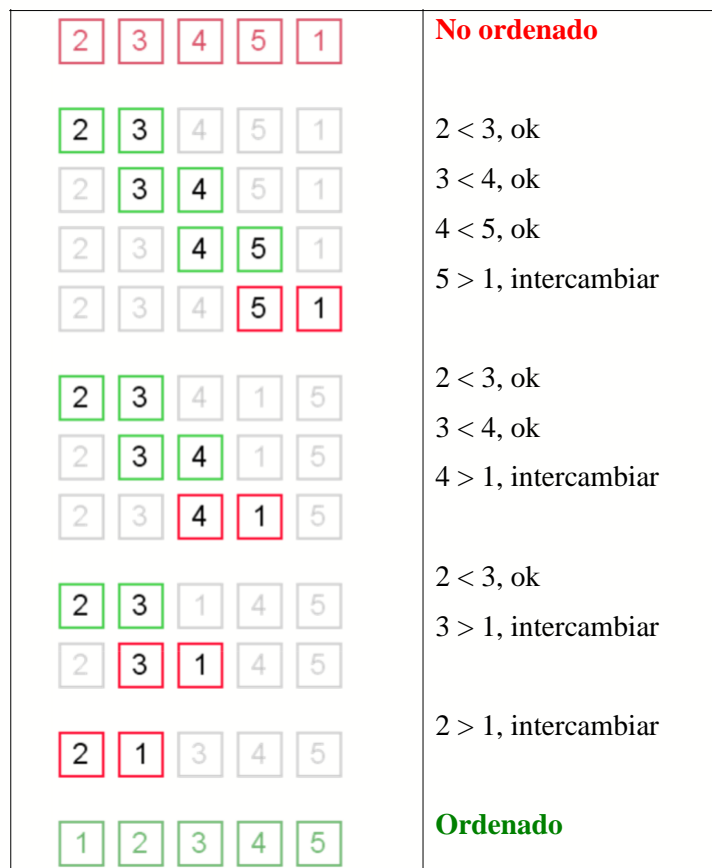 2 3 4 5 1 No ordenado
2 3 4 5 1 2 < 3, ok
2 3 4 5 1 3 < 4, ok
2 3 4 5 1 4 < 5, ok
2 3 4 5 1 5 > 1, intercambiar
2 3 4 1 5 2 < 3, ok
2 3 4 1 5 3 < 4, ok
2 3 4 1 5 4 > 1, intercambiar
2 3 1 4 5 2 < 3, ok
2 3 1 4 5 3 > 1, intercambiar
2 1 3 4 5 2 > 1, intercambiar
1 2 3 4 5 Ordenado